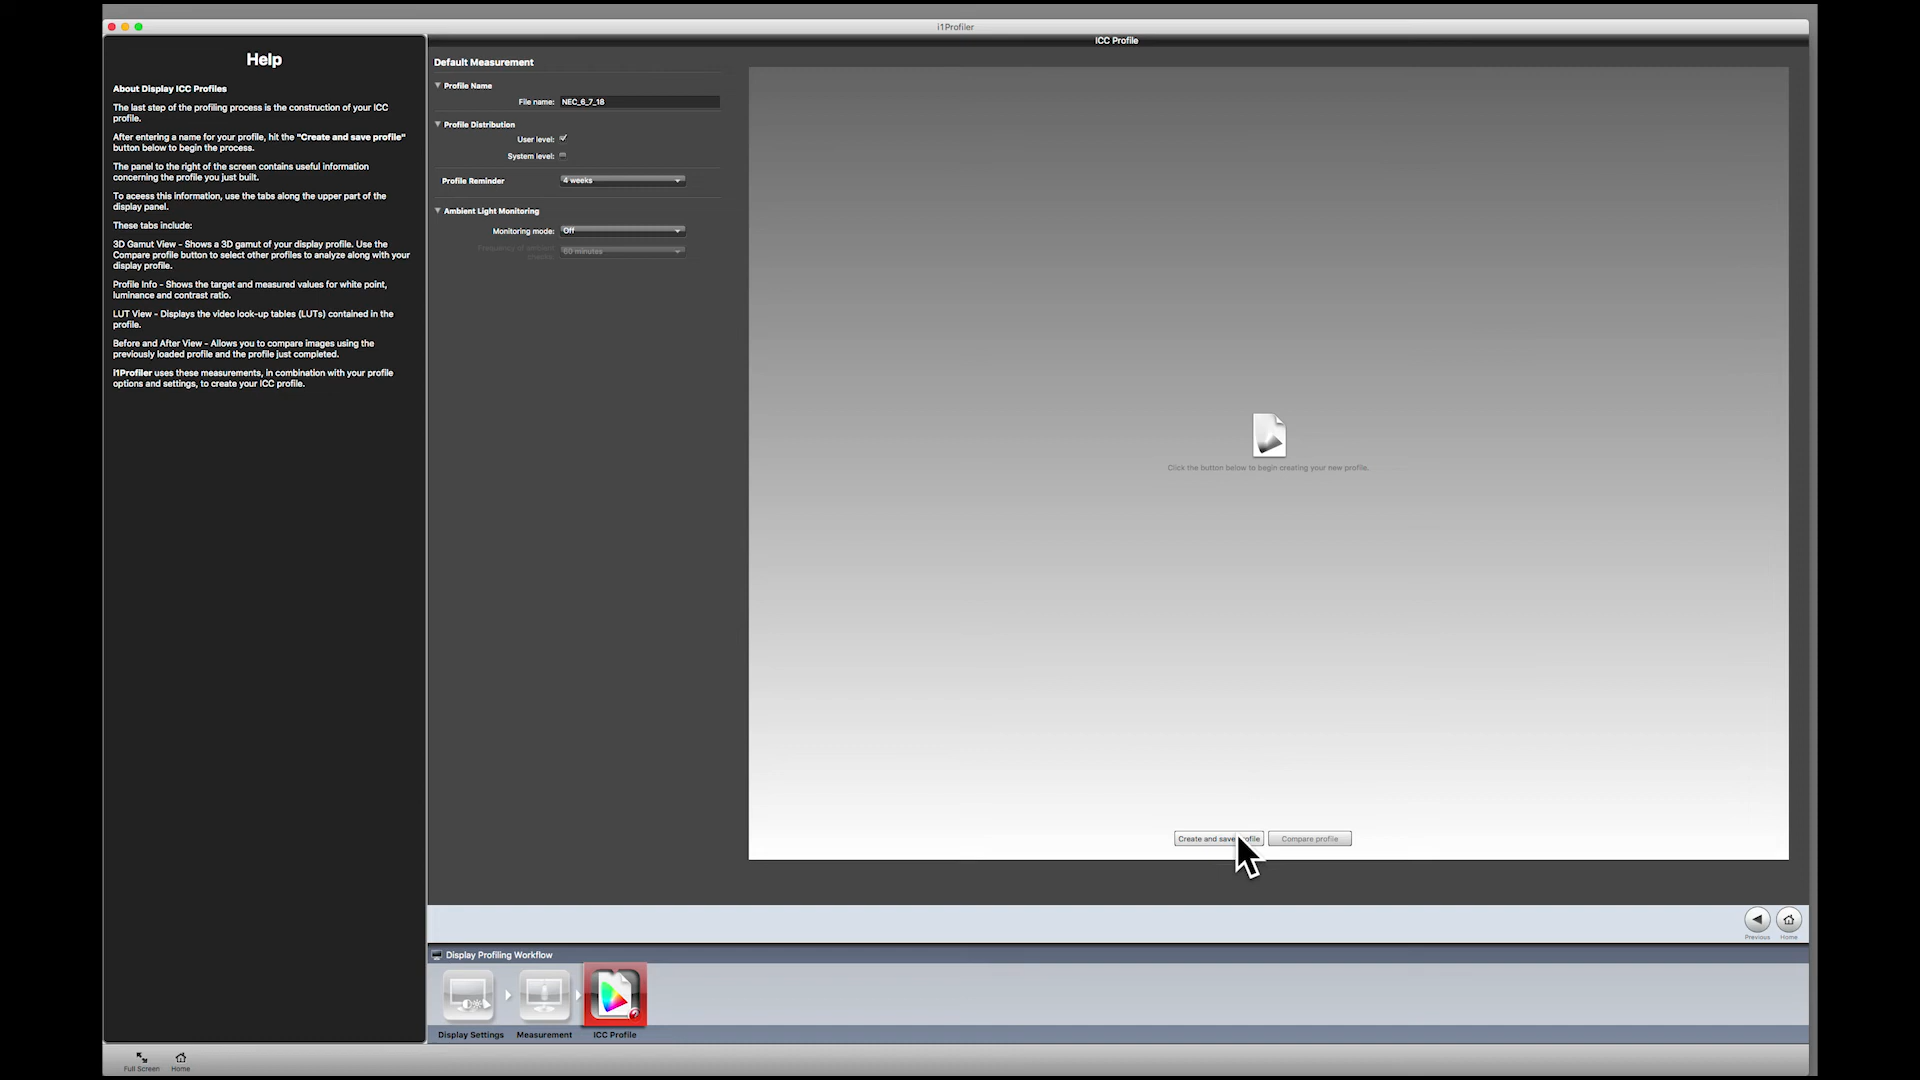 i1Profiler
ICC Profile
Help
About Display ICC Profiles
The last step of the profiling process is the construction of your ICC
profile.
After entering a name for your profile, hit the "Create and save profile"
button below to begin the process.
The panel to the right of the screen contains useful information
concerning the profile you just built.
To acceess this information, use the tabs along the upper part of the
display panel.
These tabs include:
3D Gamut View - Shows a 3D gamut of your display profile. Use the
Compare profile button to select other profiles to analyze along with your
display profile.
Profile Info - Shows the target and measured values for white point,
luminance and contrast ratio.
LUT View - Displays the video look-up tables (LUTs) contained in the
profile.
Before and After View - Allows you to compare images using the
previously loaded profile and the profile just completed.
i1Profiler uses these measurements, in combination with your profile
options and settings, to create your ICC profile.
Default Measurement
Profile Name
File name: NEC_6_7_18
Profile Distribution
User level:
System level:
Profile Reminder 4 weeks
Ambient Light Monitoring
Monitoring mode: Off
Frequency of ambient 60 minutes
Click the button below to begin creating your new profile.
Create and save Compare profile
Previous Home
Display Profiling Workflow
Display Settings Measurement ICC Profile
Full Screen Home